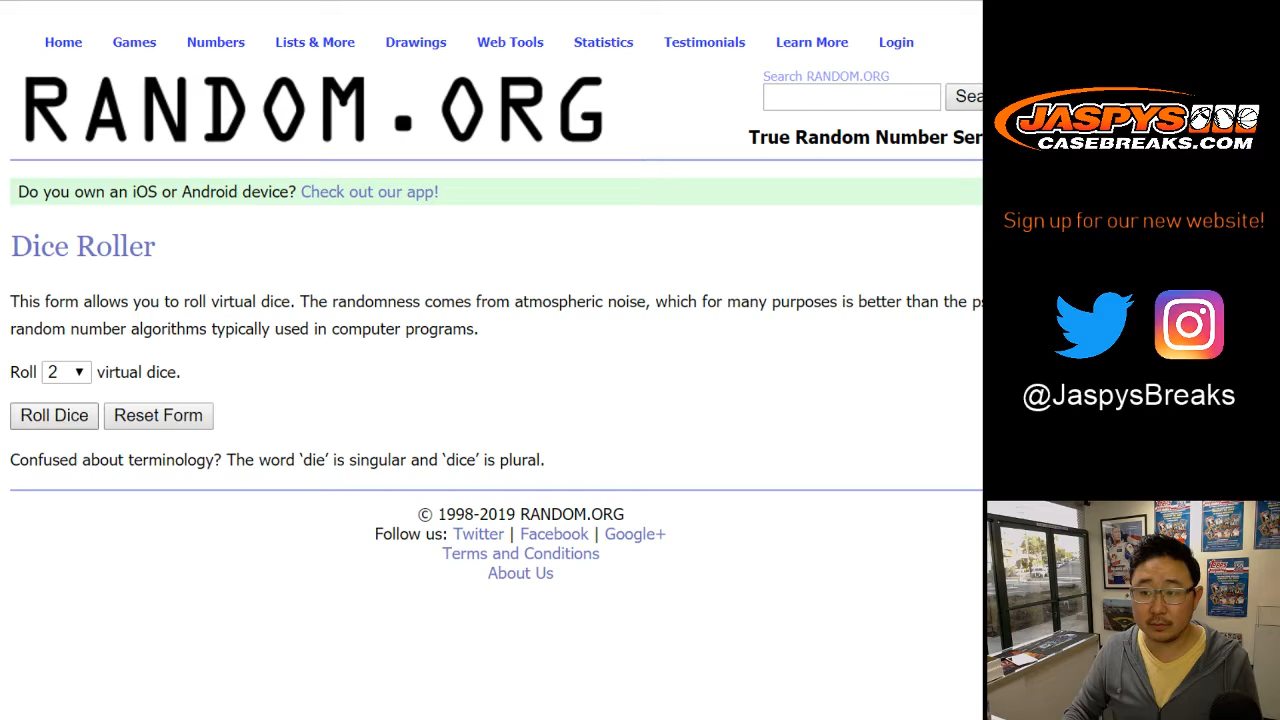 Home Games Numbers Lists & More Drawings Web Tools Statistics Testimonials Learn More Login
RANDOM.ORG
Search RANDOM.ORG
Sea
True Random Number Ser
Do you own an iOS or Android device? Check out our app!
Dice Roller
This form allows you to roll virtual dice. The randomness comes from atmospheric noise, which for many purposes is better than the ps
random number algorithms typically used in computer programs.
Roll 2 virtual dice.
Roll Dice Reset Form
Confused about terminology? The word ‘die’ is singular and ‘dice’ is plural.
© 1998-2019 RANDOM.ORG
Follow us: Twitter | Facebook | Google+
Terms and Conditions
About Us
JASPYS
CASEBREAKS.COM
Sign up for our new website!
@JaspysBreaks
Topps